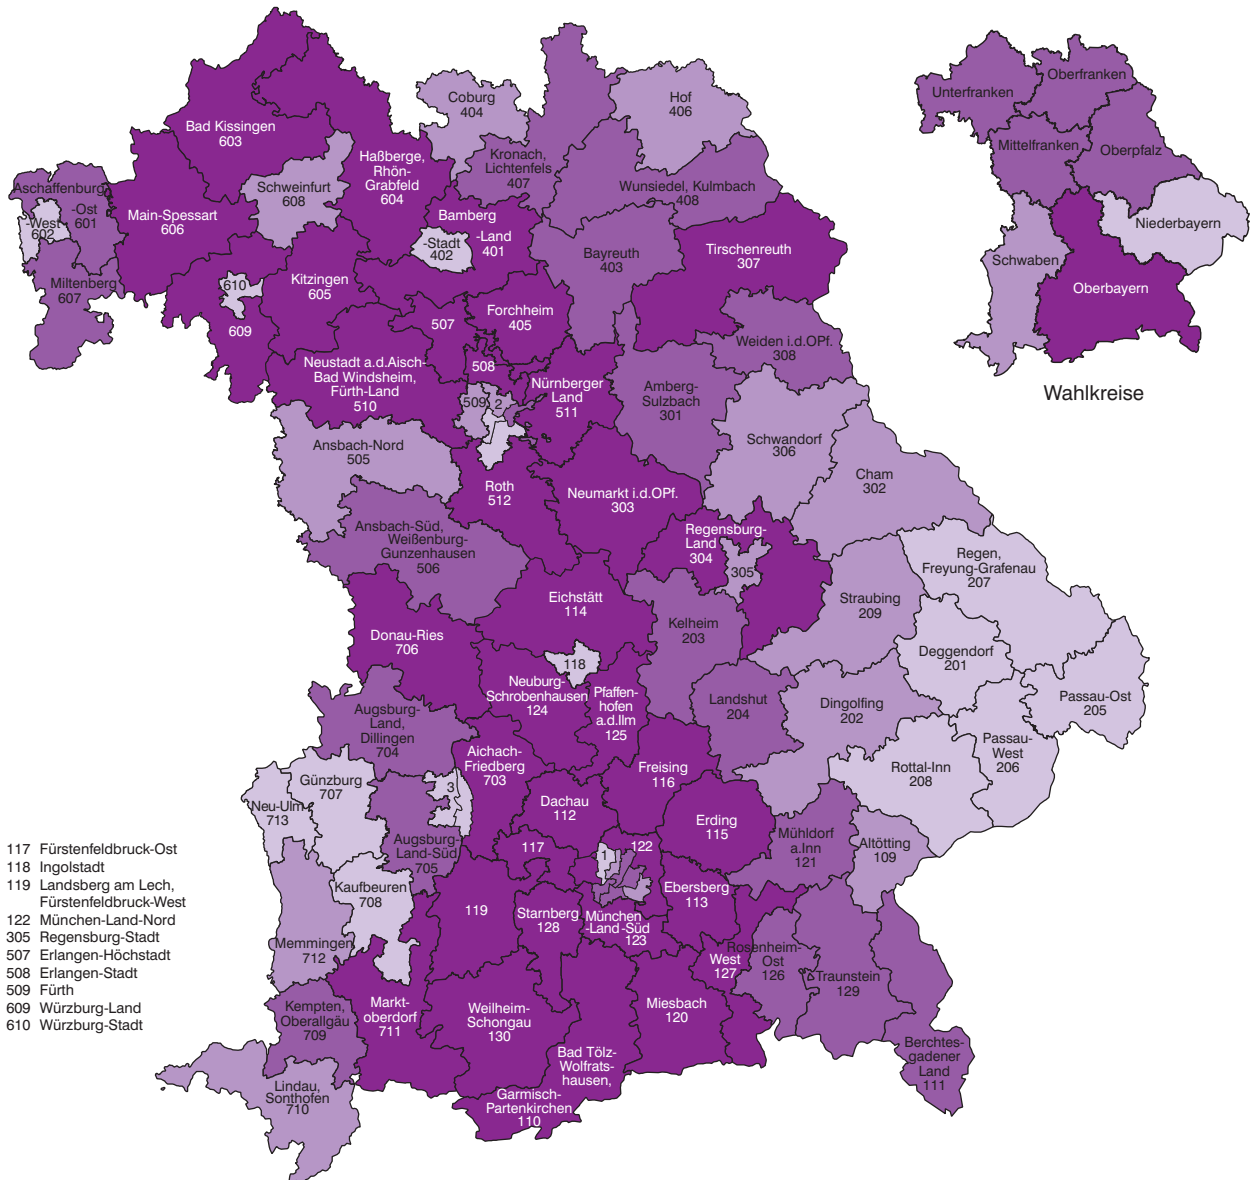 Coburg
404
Hof
406
Bad Kissingen
603
Haßberge,
Rhön-
Grabfeld
604
Kronach,
Lichtenfels
407
Wunsiedel, Kulmbach
408
Aschaffenburg
-Ost
601
-West
602
Main-Spessart
606
Schweinfurt
608
Bamberg
-Land
401
-Stadt
402
Bayreuth
403
Tirschenreuth
307
Miltenberg
607
610
609
Kitzingen
605
507
Forchheim
405
508
Weiden i.d.OPf.
308
Neustadt a.d.Aisch-
Bad Windsheim,
Fürth-Land
510
509
2
Nürnberger
Land
511
Amberg-
Sulzbach
301
Ansbach-Nord
505
Schwandorf
306
Cham
302
Roth
512
Neumarkt i.d.OPf.
303
Ansbach-Süd,
Weißenburg-
Gunzenhausen
506
Regensburg-
Land
304
305
Regen,
Freyung-Grafenau
207
Eichstätt
114
Straubing
209
Kelheim
203
Donau-Ries
706
118
Deggendorf
201
Neuburg-
Schrobenhausen
124
Pfaffen-
hofen
a.d.Ilm
125
Landshut
204
Dingolfing
202
Passau-Ost
205
Augsburg-
Land,
Dillingen
704
Passau-
West
206
Aichach-
Friedberg
703
Freising
116
Rottal-Inn
208
Günzburg
707
3
Neu-Ulm
713
Dachau
112
Erding
115
Mühldorf
a.Inn
121
Altötting
109
Augsburg-
Land-Süd
705
117
1
122
Kaufbeuren
708
Ebersberg
113
119
Starnberg
128
München
-Land-Süd
123
Memmingen
712
West
127
Rosenheim-
Ost
126
Traunstein
129
Kempten,
Oberallgäu
709
Markt-
oberdorf
711
Weilheim-
Schongau
130
Miesbach
120
Bad Tölz-
Wolfrats-
hausen,
Garmisch-
Partenkirchen
110
Berchtes-
gadener
Land
111
Lindau,
Sonthofen
710
Unterfranken
Oberfranken
Mittelfranken
Oberpfalz
Niederbayern
Schwaben
Oberbayern
Wahlkreise
117 Fürstenfeldbruck-Ost
118 Ingolstadt
119 Landsberg am Lech,
Fürstenfeldbruck-West
122 München-Land-Nord
305 Regensburg-Stadt
507 Erlangen-Höchstadt
508 Erlangen-Stadt
509 Fürth
609 Würzburg-Land
610 Würzburg-Stadt